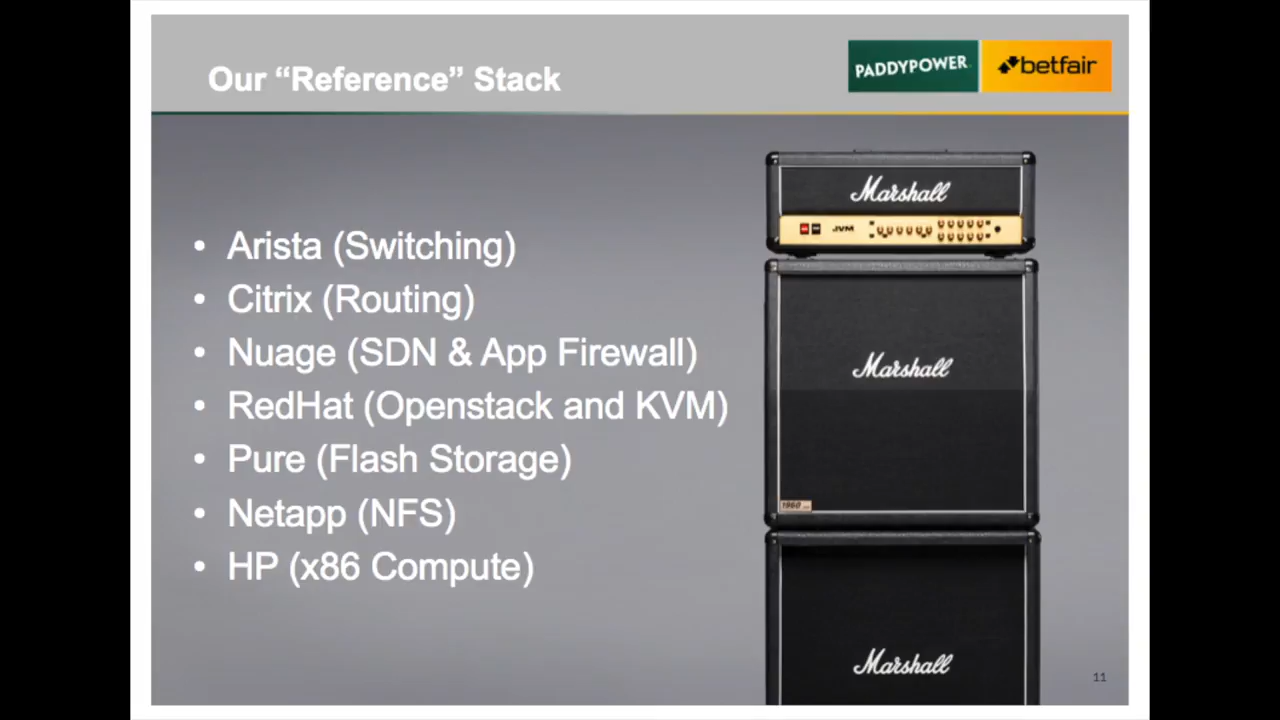 Our “Reference” Stack
PADDYPOWER.
betfair
• Arista (Switching)
• Citrix (Routing)
• Nuage (SDN & App Firewall)
• RedHat (Openstack and KVM)
• Pure (Flash Storage)
• Netapp (NFS)
• HP (x86 Compute)
Marshall
JVM
Marshall
1960
Marshall
11